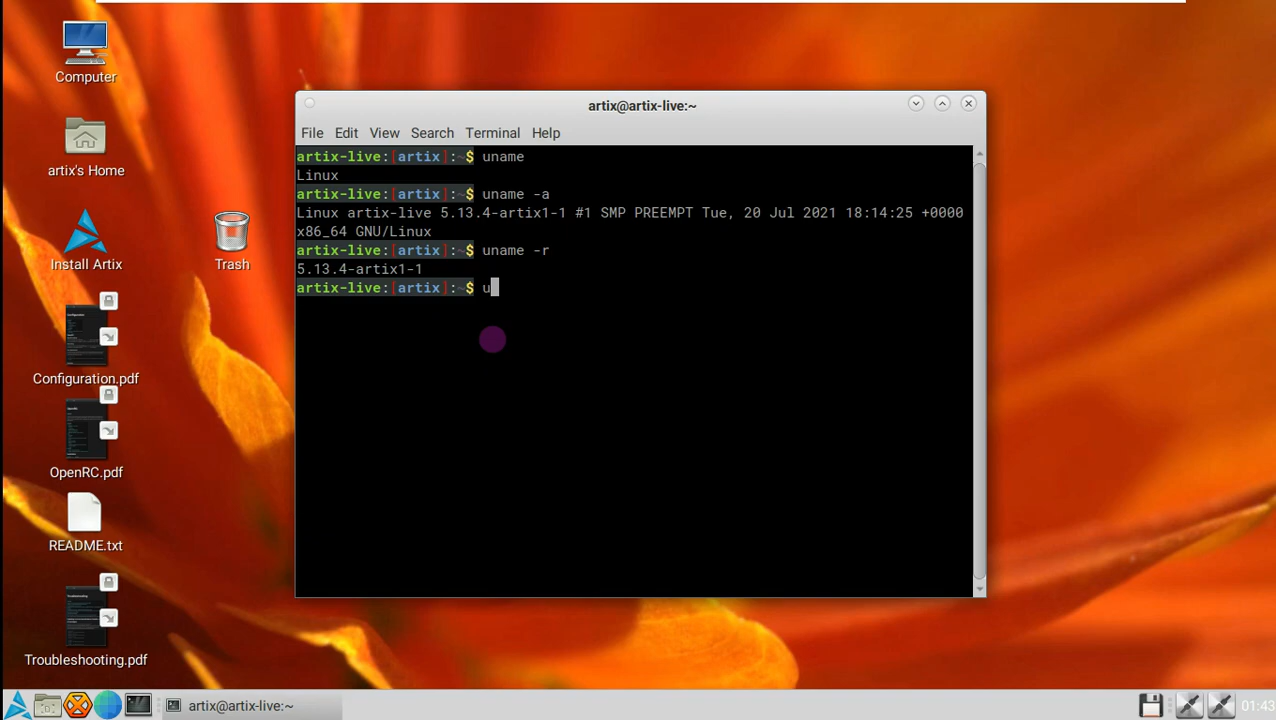 Computer
artix's Home
Install Artix
Trash
Configuration.pdf
OpenRC.pdf
README.txt
Troubleshooting.pdf
artix@artix-live:~
File Edit View Search Terminal Help
artix-live:[artix]:~$ uname
Linux
artix-live:[artix]:~$ uname -a
Linux artix-live 5.13.4-artix1-1 #1 SMP PREEMPT Tue, 20 Jul 2021 18:14:25 +0000
x86_64 GNU/Linux
artix-live:[artix]:~$ uname -r
5.13.4-artix1-1
artix-live:[artix]:~$ u
artix@artix-live:~
01:43